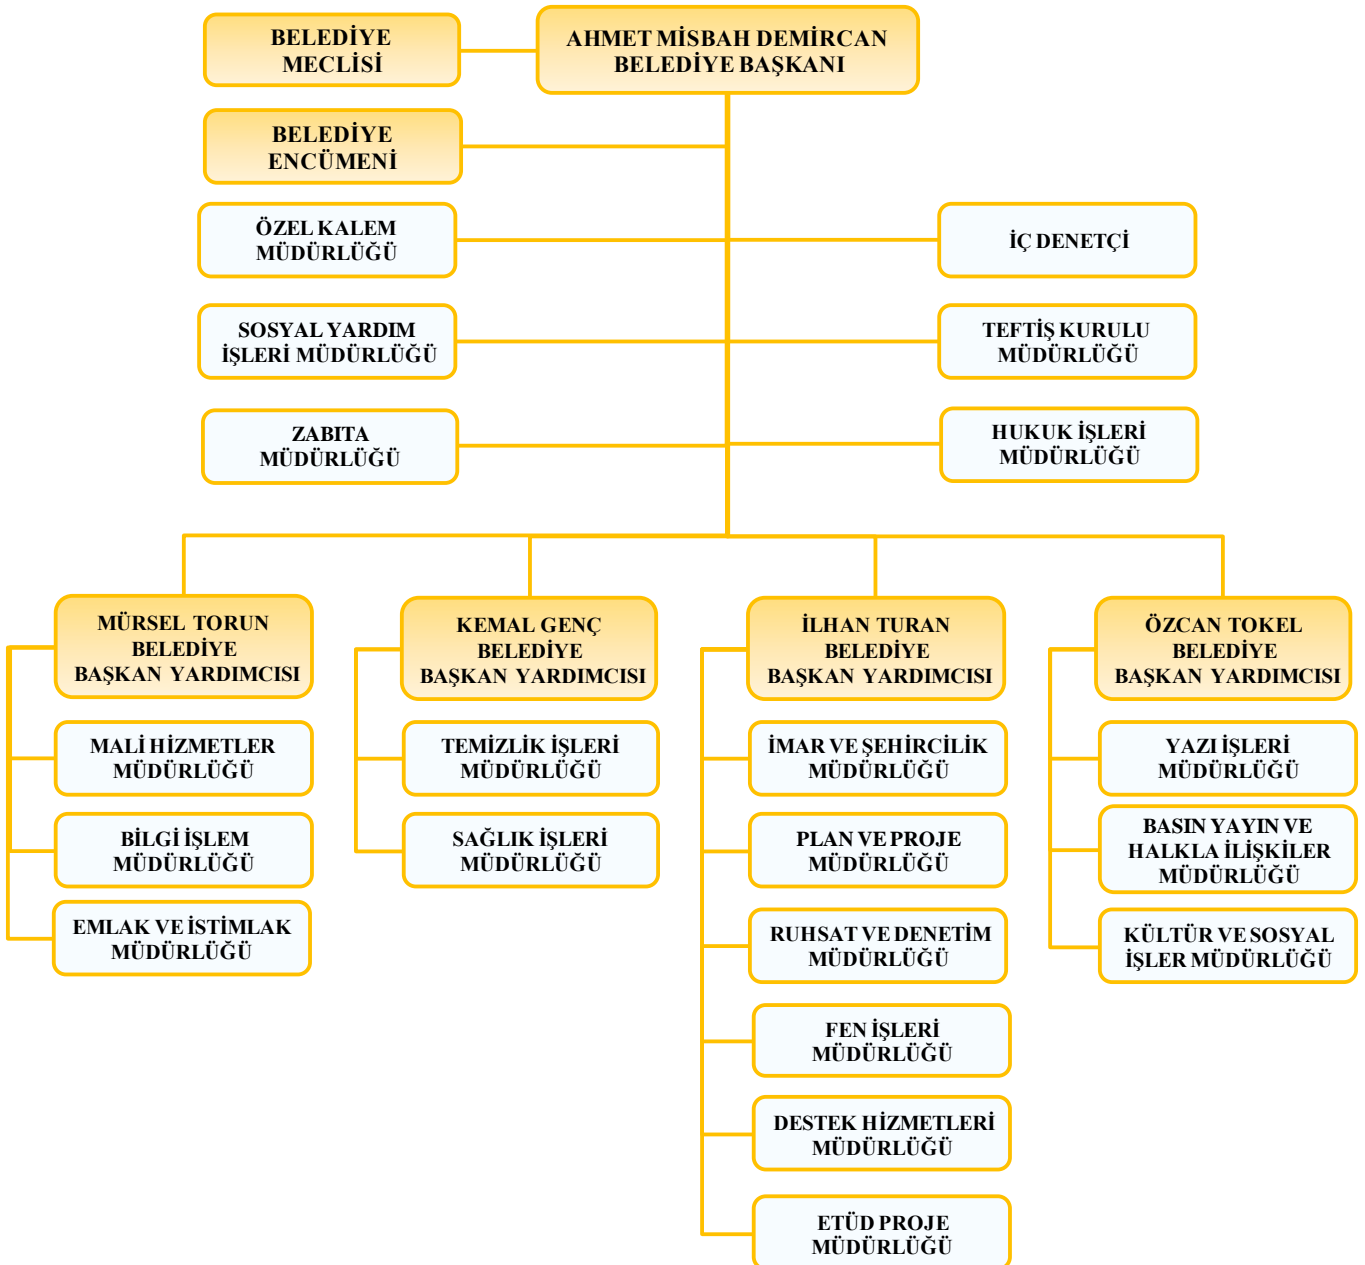 BELEDİYE
MECLİSİ
AHMET MİSBAH DEMİRCAN
BELEDİYE BAŞKANI
BELEDİYE
ENCÜMENİ
ÖZEL KALEM
MÜDÜRLÜĞÜ
İÇ DENETÇİ
SOSYAL YARDIM
İŞLERİ MÜDÜRLÜĞÜ
TEFTİŞ KURULU
MÜDÜRLÜĞÜ
ZABITA
MÜDÜRLÜĞÜ
HUKUK İŞLERİ
MÜDÜRLÜĞÜ
MÜRSEL TORUN
BELEDİYE
BAŞKAN YARDIMCISI
MALİ HİZMETLER
MÜDÜRLÜĞÜ
BİLGİ İŞLEM
MÜDÜRLÜĞÜ
EMLAK VE İSTİMLAK
MÜDÜRLÜĞÜ
KEMAL GENÇ
BELEDİYE
BAŞKAN YARDIMCISI
TEMİZLİK İŞLERİ
MÜDÜRLÜĞÜ
SAĞLIK İŞLERİ
MÜDÜRLÜĞÜ
İLHAN TURAN
BELEDİYE
BAŞKAN YARDIMCISI
İMAR VE ŞEHİRCİLİK
MÜDÜRLÜĞÜ
PLAN VE PROJE
MÜDÜRLÜĞÜ
RUHSAT VE DENETİM
MÜDÜRLÜĞÜ
FEN İŞLERİ
MÜDÜRLÜĞÜ
DESTEK HİZMETLERİ
MÜDÜRLÜĞÜ
ETÜD PROJE
MÜDÜRLÜĞÜ
ÖZCAN TOKEL
BELEDİYE
BAŞKAN YARDIMCISI
YAZI İŞLERİ
MÜDÜRLÜĞÜ
BASIN YAYIN VE
HALKLA İLİŞKİLER
MÜDÜRLÜĞÜ
KÜLTÜR VE SOSYAL
İŞLER MÜDÜRLÜĞÜ